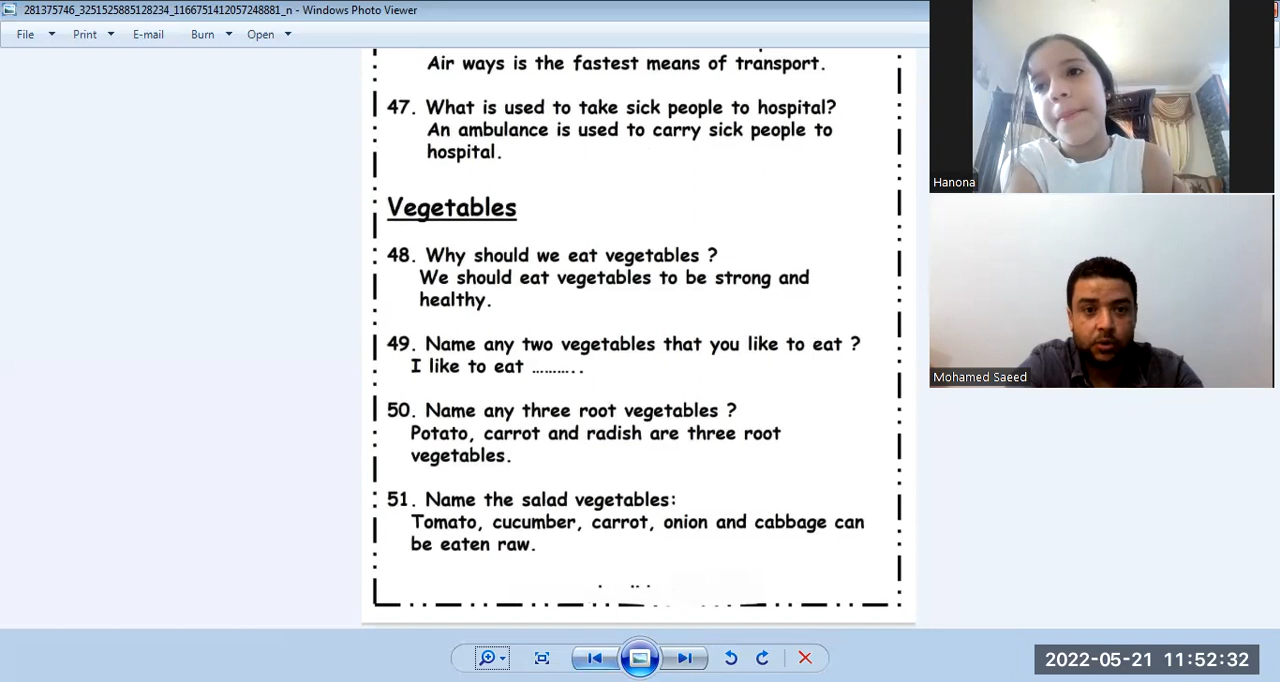 281375746_3251525885128234_1166751412057248881_n - Windows Photo Viewer
File Print E-mail Burn Open
Air ways is the fastest means of transport.
47. What is used to take sick people to hospital?
An ambulance is used to carry sick people to
hospital.
Vegetables
48. Why should we eat vegetables ?
We should eat vegetables to be strong and
healthy.
49. Name any two vegetables that you like to eat ?
I like to eat ………..
50. Name any three root vegetables ?
Potato, carrot and radish are three root
vegetables.
51. Name the salad vegetables:
Tomato, cucumber, carrot, onion and cabbage can
be eaten raw.
Hanona
Mohamed Saeed
2022-05-21 11:52:32